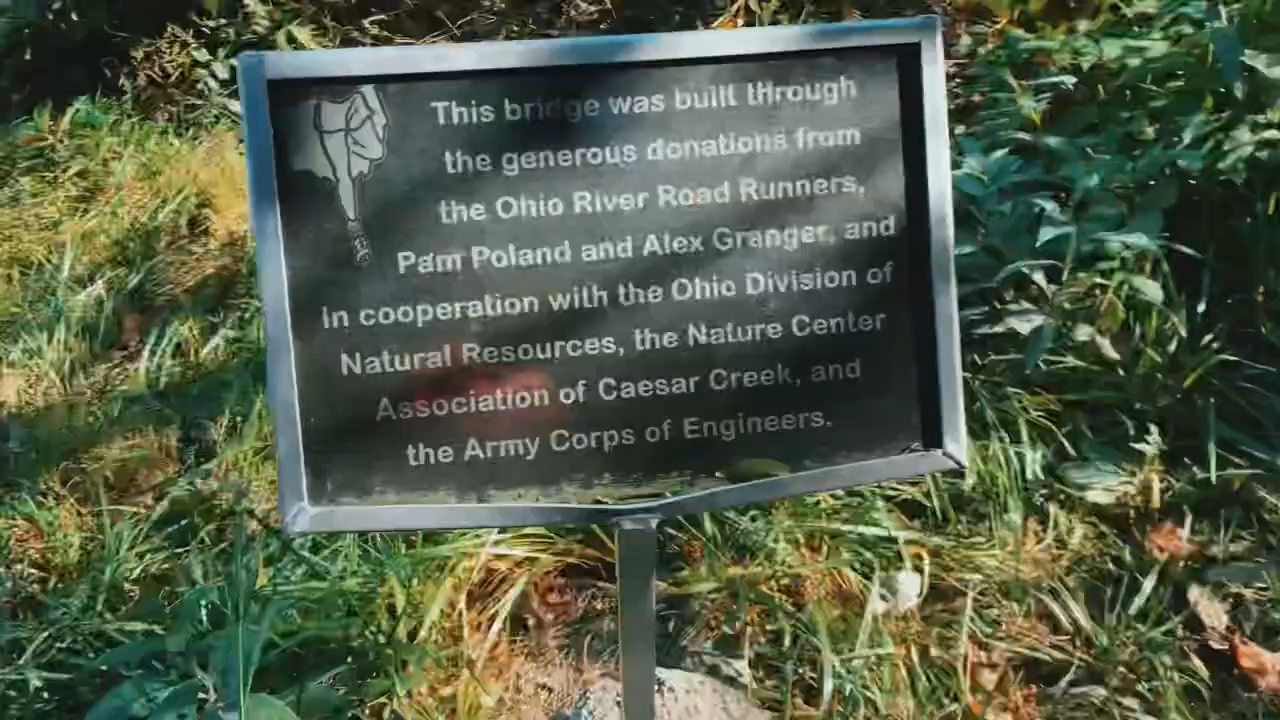 This bridge was built through
the generous donations from
the Ohio River Road Runners,
Pam Poland and Alex Granger, and
in cooperation with the Ohio Division of
Natural Resources, the Nature Center
Association of Caesar Creek, and
the Army Corps of Engineers.